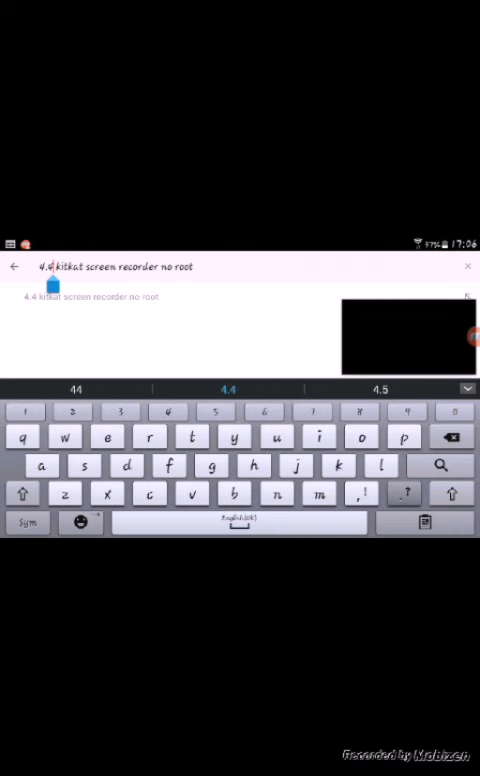 57% 17:06
4.4 kitkat screen recorder no root
4.4 kitkat screen recorder no root
44 4.4 4.5
1 2 3 4 5 6 7 8 9 0
q w e r t y u i o p
a s d f g h j k l
z x c v b n m ,! .?
Sym English(UK)
Recorded by Mobizen